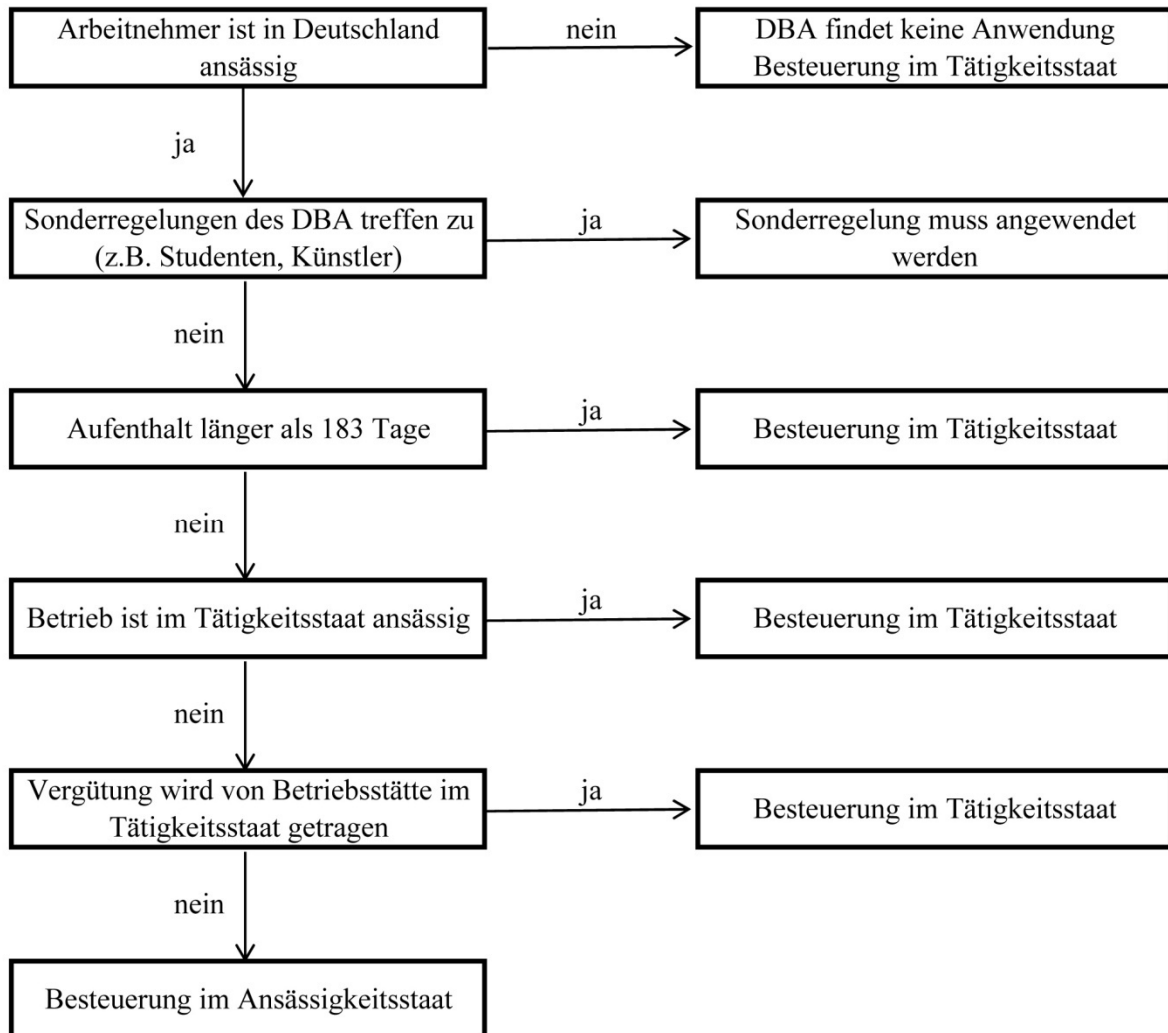 Arbeitnehmer ist in Deutschland
ansässig
nein
DBA findet keine Anwendung
Besteuerung im Tätigkeitsstaat
ja
Sonderregelungen des DBA treffen zu
(z.B. Studenten, Künstler)
ja
Sonderregelung muss angewendet
werden
nein
Aufenthalt länger als 183 Tage
ja
Besteuerung im Tätigkeitsstaat
nein
Betrieb ist im Tätigkeitsstaat ansässig
ja
Besteuerung im Tätigkeitsstaat
nein
Vergütung wird von Betriebsstätte im
Tätigkeitsstaat getragen
ja
Besteuerung im Tätigkeitsstaat
nein
Besteuerung im Ansässigkeitsstaat